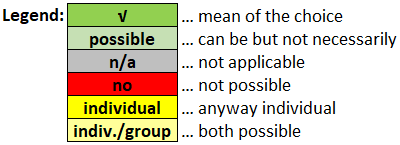 Legend: √ ... mean of the choice
possible ... can be but not necessarily
n/a ... not applicable
no ... not possible
individual ... anyway individual
indiv./group ... both possible